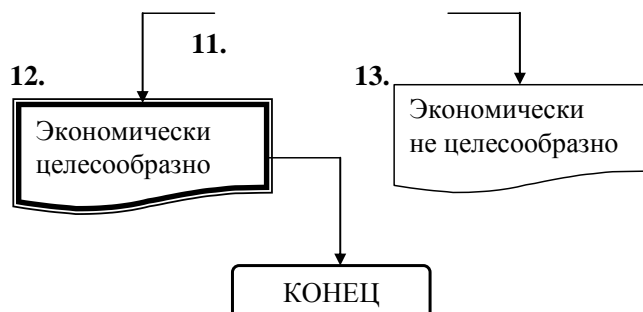 11.
12.
13.
Экономически
целесообразно
Экономически
не целесообразно
КОНЕЦ